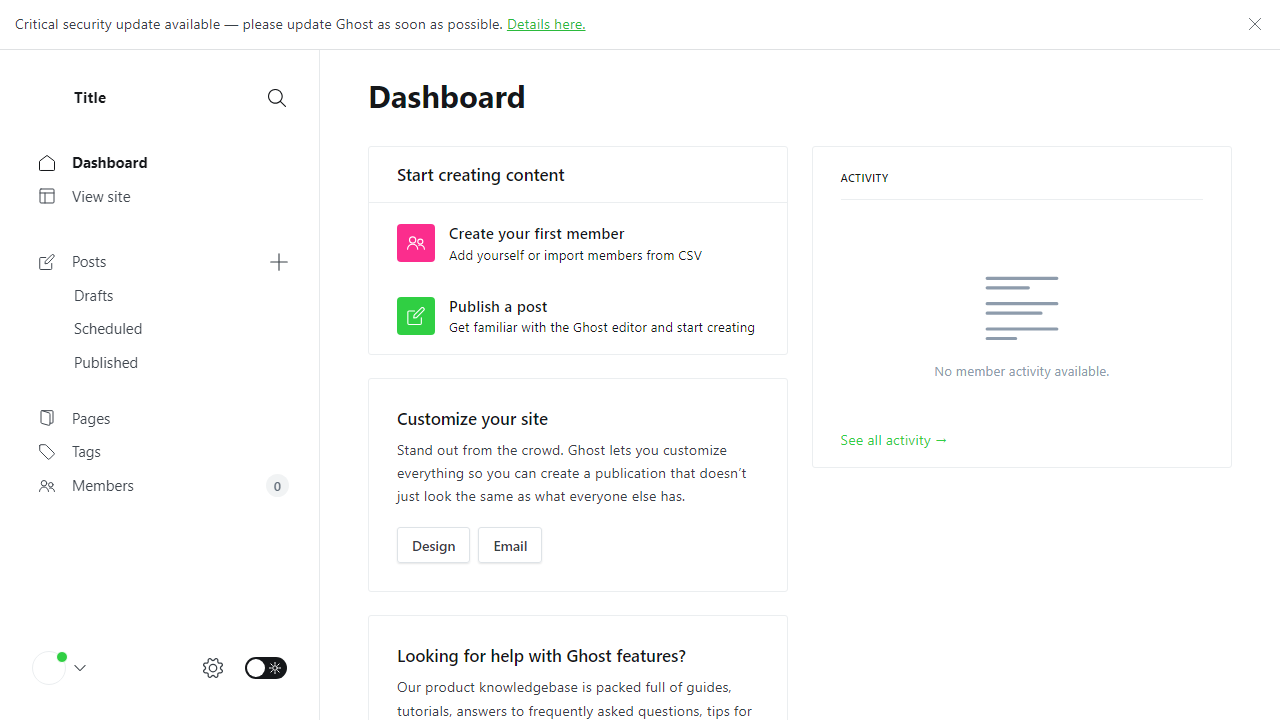 Critical security update available — please update Ghost as soon as possible. Details here.
Title
Dashboard
View site
Posts
Drafts
Scheduled
Published
Pages
Tags
Members
0
Dashboard
Start creating content
Create your first member
Add yourself or import members from CSV
Publish a post
Get familiar with the Ghost editor and start creating
Customize your site
Stand out from the crowd. Ghost lets you customize
everything so you can create a publication that doesn't
just look the same as what everyone else has.
Design
Email
Looking for help with Ghost features?
Our product knowledgebase is packed full of guides,
tutorials, answers to frequently asked questions, tips for
ACTIVITY
No member activity available.
See all activity →